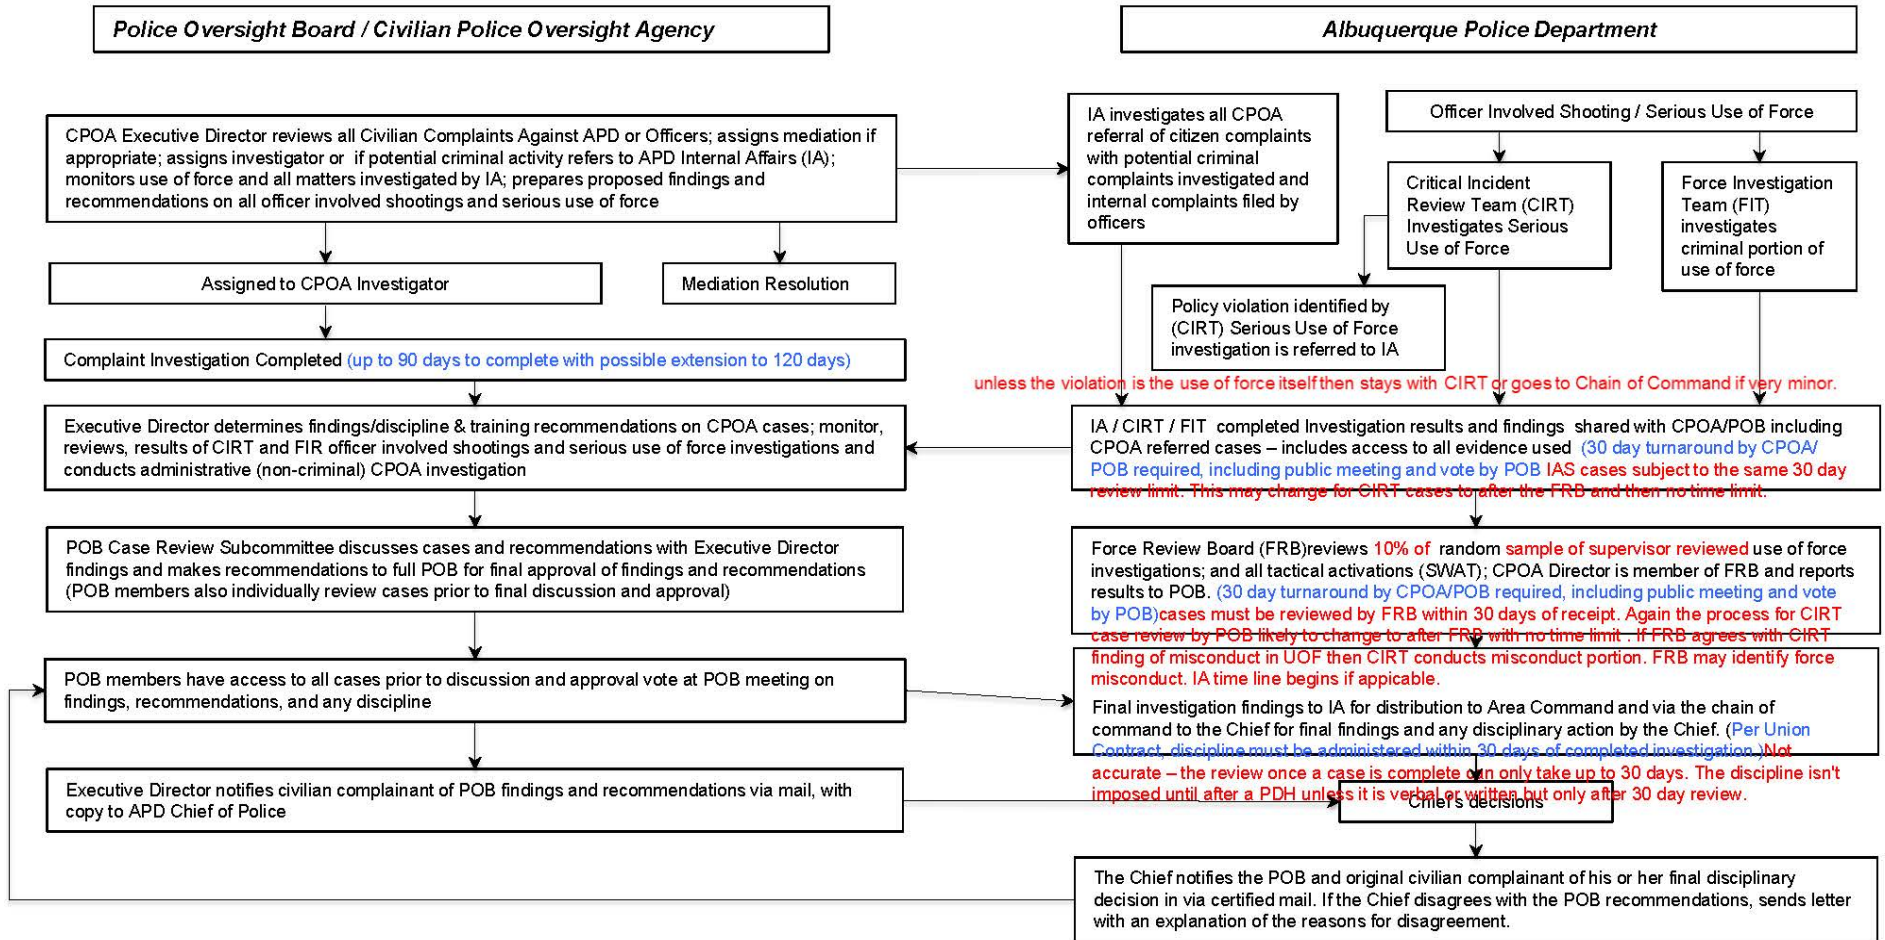 Police Oversight Board / Civilian Police Oversight Agency
Albuquerque Police Department
CPOA Executive Director reviews all Civilian Complaints Against APD or Officers; assigns mediation if
appropriate; assigns investigator or if potential criminal activity refers to APD Internal Affairs (IA);
monitors use of force and all matters investigated by IA; prepares proposed findings and
recommendations on all officer involved shootings and serious use of force
Assigned to CPOA Investigator
Mediation Resolution
Complaint Investigation Completed (up to 90 days to complete with possible extension to 120 days)
Executive Director determines findings/discipline & training recommendations on CPOA cases; monitor,
reviews, results of CIRT and FIR officer involved shootings and serious use of force investigations and
conducts administrative (non-criminal) CPOA investigation
POB Case Review Subcommittee discusses cases and recommendations with Executive Director
findings and makes recommendations to full POB for final approval of findings and recommendations
(POB members also individually review cases prior to final discussion and approval)
POB members have access to all cases prior to discussion and approval vote at POB meeting on
findings, recommendations, and any discipline
Executive Director notifies civilian complainant of POB findings and recommendations via mail, with
copy to APD Chief of Police
IA investigates all CPOA
referral of citizen complaints
with potential criminal
complaints investigated and
internal complaints filed by
officers
Officer Involved Shooting / Serious Use of Force
Critical Incident
Review Team (CIRT)
Investigates Serious
Use of Force
Force Investigation
Team (FIT)
investigates
criminal portion of
use of force
Policy violation identified by
(CIRT) Serious Use of Force
investigation is referred to IA
unless the violation is the use of force itself then stays with CIRT or goes to Chain of Command if very minor.
IA / CIRT / FIT completed Investigation results and findings shared with CPOA/POB including
CPOA referred cases – includes access to all evidence used (30 day turnaround by CPOA/
POB required, including public meeting and vote by POB IAS cases subject to the same 30 day
review limit. This may change for CIRT cases to after the FRB and then no time limit.
Force Review Board (FRB)reviews 10% of random sample of supervisor reviewed use of force
investigations; and all tactical activations (SWAT); CPOA Director is member of FRB and reports
results to POB. (30 day turnaround by CPOA/POB required, including public meeting and vote
by POB)cases must be reviewed by FRB within 30 days of receipt. Again the process for CIRT
case review by POB likely to change to after FRB with no time limit . If FRB agrees with CIRT
finding of misconduct in UOF then CIRT conducts misconduct portion. FRB may identify force
misconduct. IA time line begins if appicable.
Final investigation findings to IA for distribution to Area Command and via the chain of
command to the Chief for final findings and any disciplinary action by the Chief. (Per Union
Contract, discipline must be administered within 30 days of completed investigation.)Not
accurate – the review once a case is complete can only take up to 30 days. The discipline isn't
imposed until after a PDH unless it is verbal or written but only after 30 day review.
Chief's decisions
The Chief notifies the POB and original civilian complainant of his or her final disciplinary
decision in via certified mail. If the Chief disagrees with the POB recommendations, sends letter
with an explanation of the reasons for disagreement.